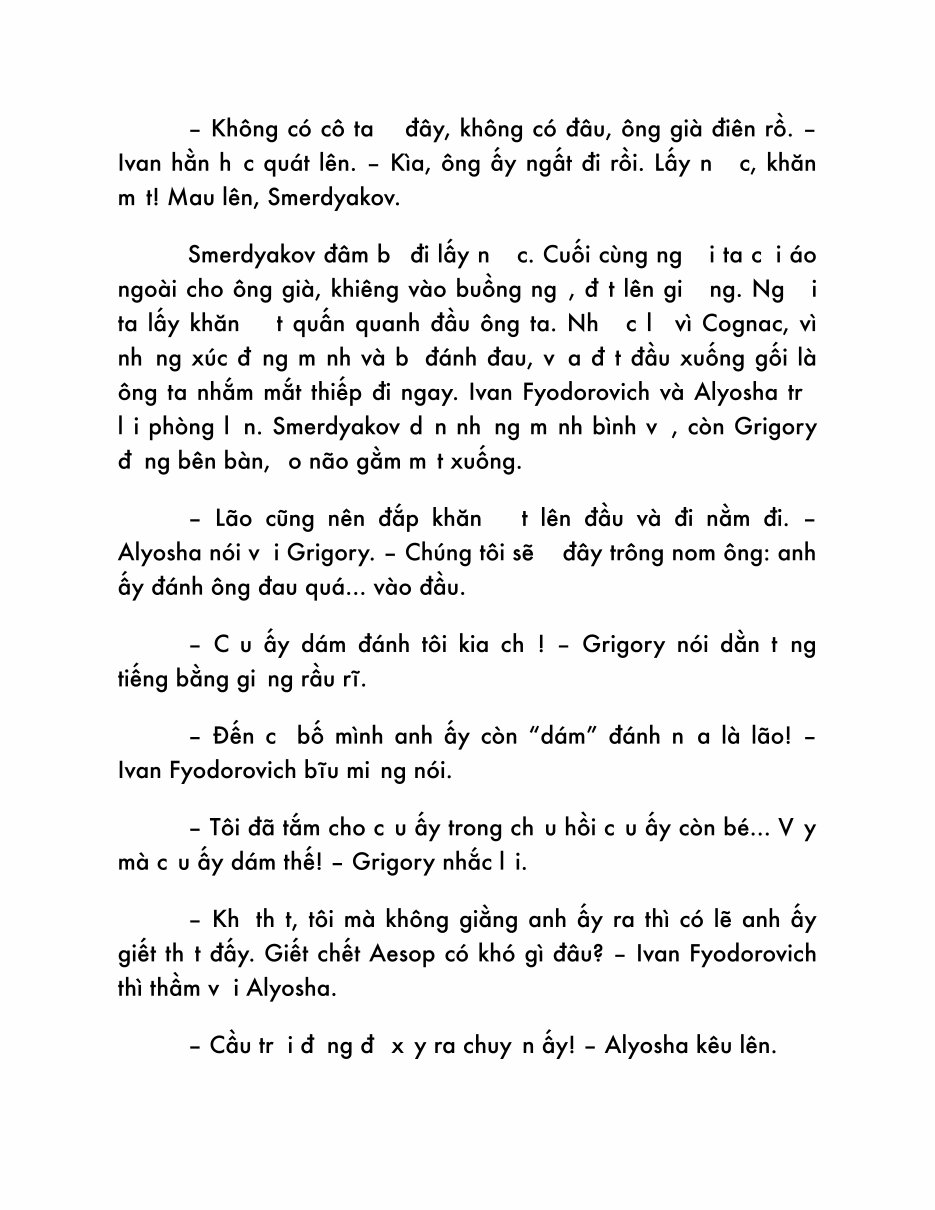 – Không có cô ta đây, không có đâu, ông già điên rồ. –
Ivan hằn h c quát lên. – Kìa, ông ấy ngất đi rồi. Lấy n c, khăn
m t! Mau lên, Smerdyakov.
Smerdyakov đâm b đi lấy n c. Cuối cùng ng i ta c i áo
ngoài cho ông già, khiêng vào buồng ng , đ t lên gi ng. Ng i
ta lấy khăn t quấn quanh đầu ông ta. Nh c l vì Cognac, vì
nh ng xúc đ ng m nh và b đánh đau, v a đ t đầu xuống gối là
ông ta nhắm mắt thiếp đi ngay. Ivan Fyodorovich và Alyosha tr
l i phòng l n. Smerdyakov d n nh ng m nh bình v , còn Grigory
đ ng bên bàn, o não gằm m t xuống.
– Lão cũng nên đắp khăn t lên đầu và đi nằm đi. –
Alyosha nói v i Grigory. – Chúng tôi sẽ đây trông nom ông: anh
ấy đánh ông đau quá... vào đầu.
– C u ấy dám đánh tôi kia ch ! – Grigory nói dằn t ng
tiếng bằng gi ng rầu rĩ.
– Đến c bố mình anh ấy còn “dám” đánh n a là lão! –
Ivan Fyodorovich bĩu mi ng nói.
– Tôi đã tắm cho c u ấy trong ch u hồi c u ấy còn bé... V y
mà c u ấy dám thế! – Grigory nhắc l i.
– Kh th t, tôi mà không giằng anh ấy ra thì có lẽ anh ấy
giết th t đấy. Giết chết Aesop có khó gì đâu? – Ivan Fyodorovich
thì thầm v i Alyosha.
– Cầu tr i đ ng đ x y ra chuy n ấy! – Alyosha kêu lên.